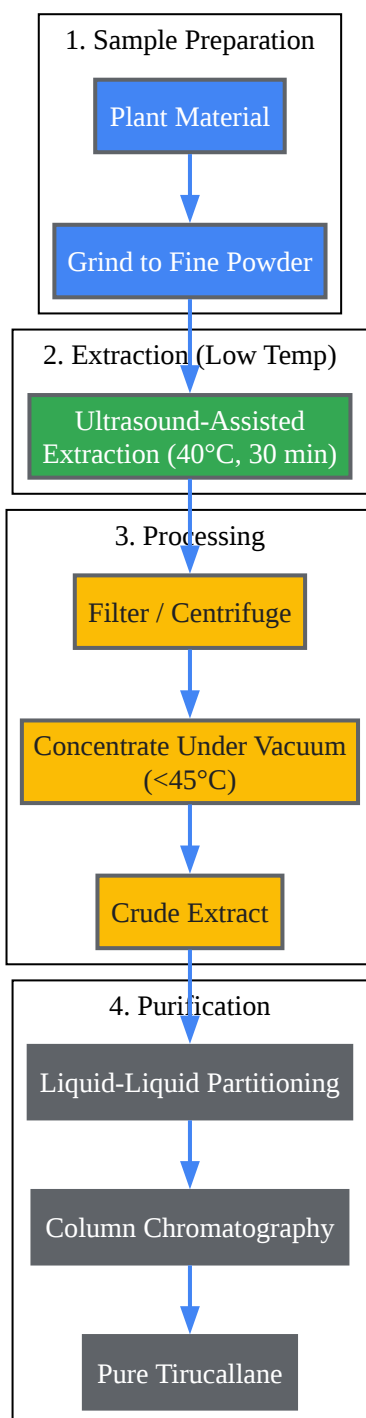 1. Sample Preparation
Plant Material
Grind to Fine Powder
2. Extraction (Low Temp)
Ultrasound-Assisted
Extraction (40°C, 30 min)
3. Processing
Filter / Centrifuge
Concentrate Under Vacuum
(<45°C)
Crude Extract
4. Purification
Liquid-Liquid Partitioning
Column Chromatography
Pure Tirucallane